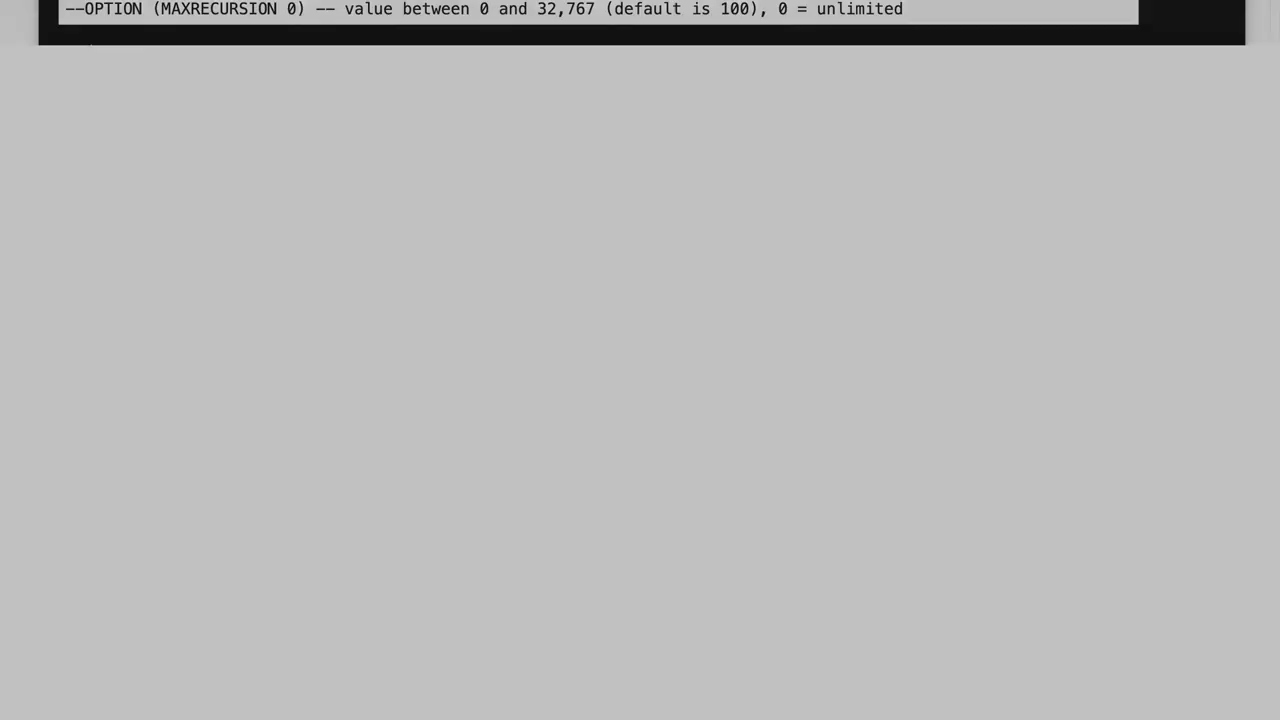 --OPTION (MAXRECURSION 0) -- value between 0 and 32,767 (default is 100), 0 = unlimited